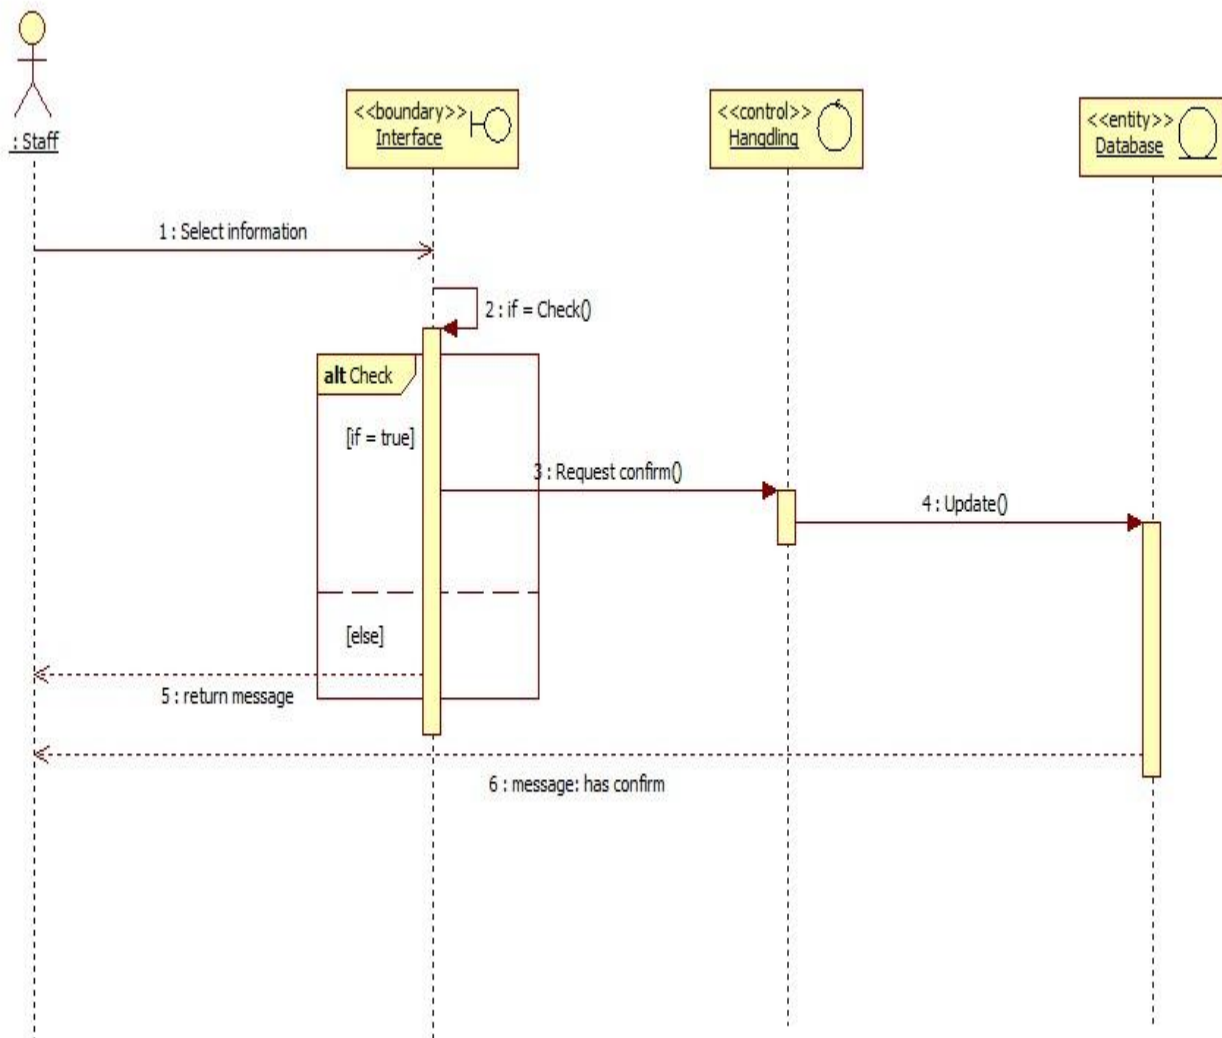 : Staff
<<boundary>>
Interface
<<control>>
Hangdling
<<entity>>
Database
1 : Select information
2 : if = Check()
alt Check
[if = true]
3 : Request confirm()
4 : Update()
[else]
5 : return message
6 : message: has confirm